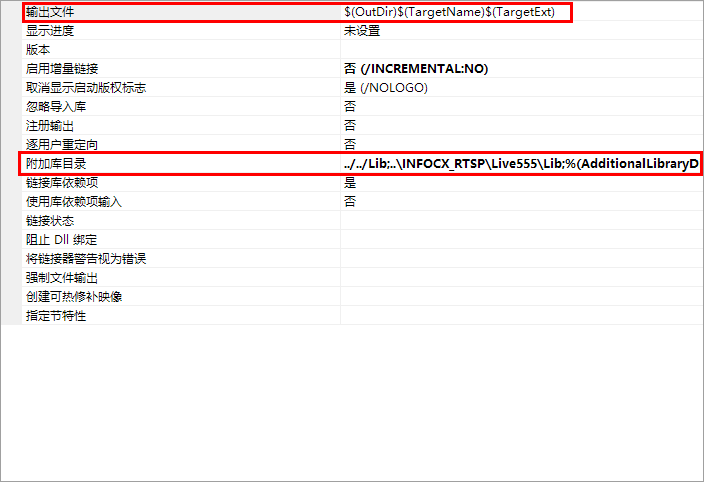 输出文件 $(OutDir)$(TargetName)$(TargetExt)
显示进度 未设置
版本
启用增量链接 否 (/INCREMENTAL:NO)
取消显示启动版权标志 是 (/NOLOGO)
忽略导入库 否
注册输出 否
逐用户重定向 否
附加库目录 ../../Lib;..\INFOCX_RTSP\Live555\Lib;%(AdditionalLibraryD
链接库依赖项 是
使用库依赖项输入 否
链接状态
阻止 Dll 绑定
将链接器警告视为错误
强制文件输出
创建可热修补映像
指定节特性